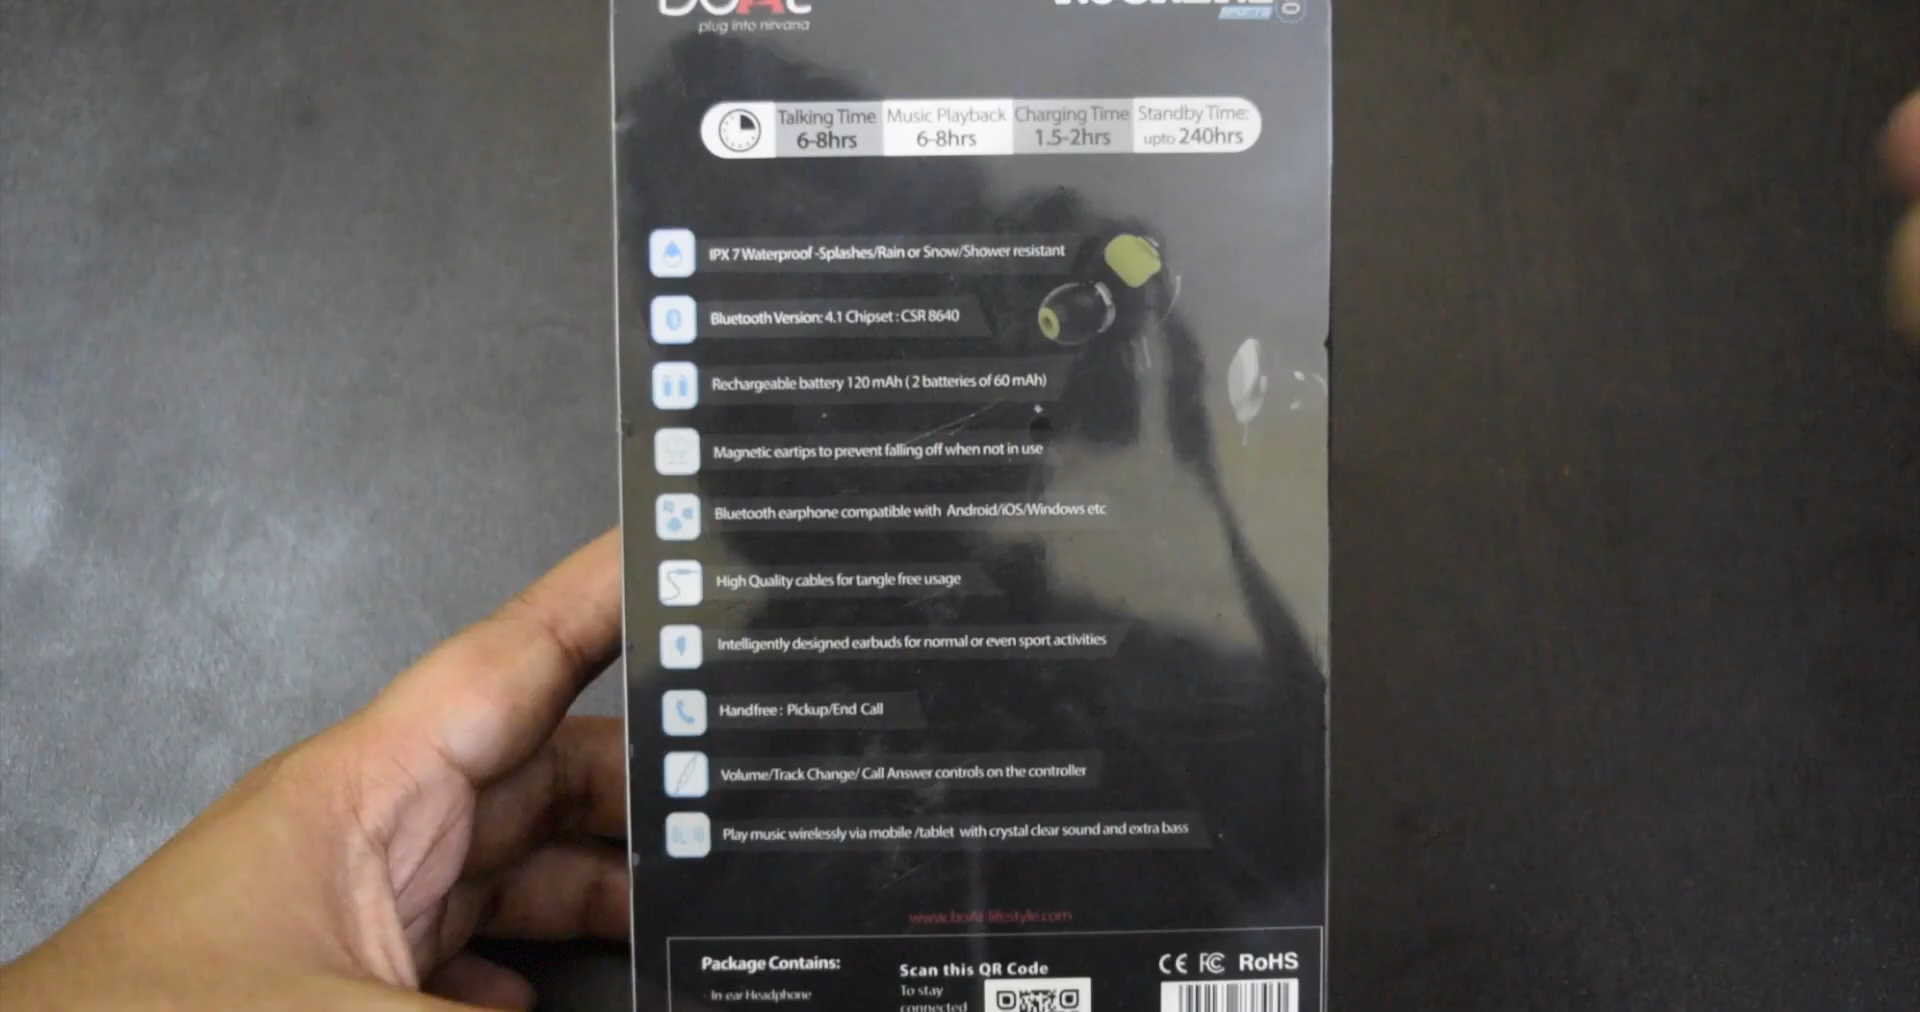 boAt
plug into nirvana
Talking Time
6-8hrs
Music Playback
6-8hrs
Charging Time
1.5-2hrs
Standby Time:
upto 240hrs
IPX 7 Waterproof -Splashes/Rain or Snow/Shower resistant
Bluetooth Version: 4.1 Chipset : CSR 8640
Rechargeable battery 120 mAh ( 2 batteries of 60 mAh)
Magnetic eartips to prevent falling off when not in use
Bluetooth earphone compatible with Android/iOS/Windows etc
High Quality cables for tangle free usage
Intelligently designed earbuds for normal or even sport activities
Handfree : Pickup/End Call
Volume/Track Change/ Call Answer controls on the controller
Play music wirelessly via mobile /tablet with crystal clear sound and extra bass
www.boAt-lifestyle.com
Package Contains:
· In ear Headphone
Scan this QR Code
To stay
connected
CE FC RoHS